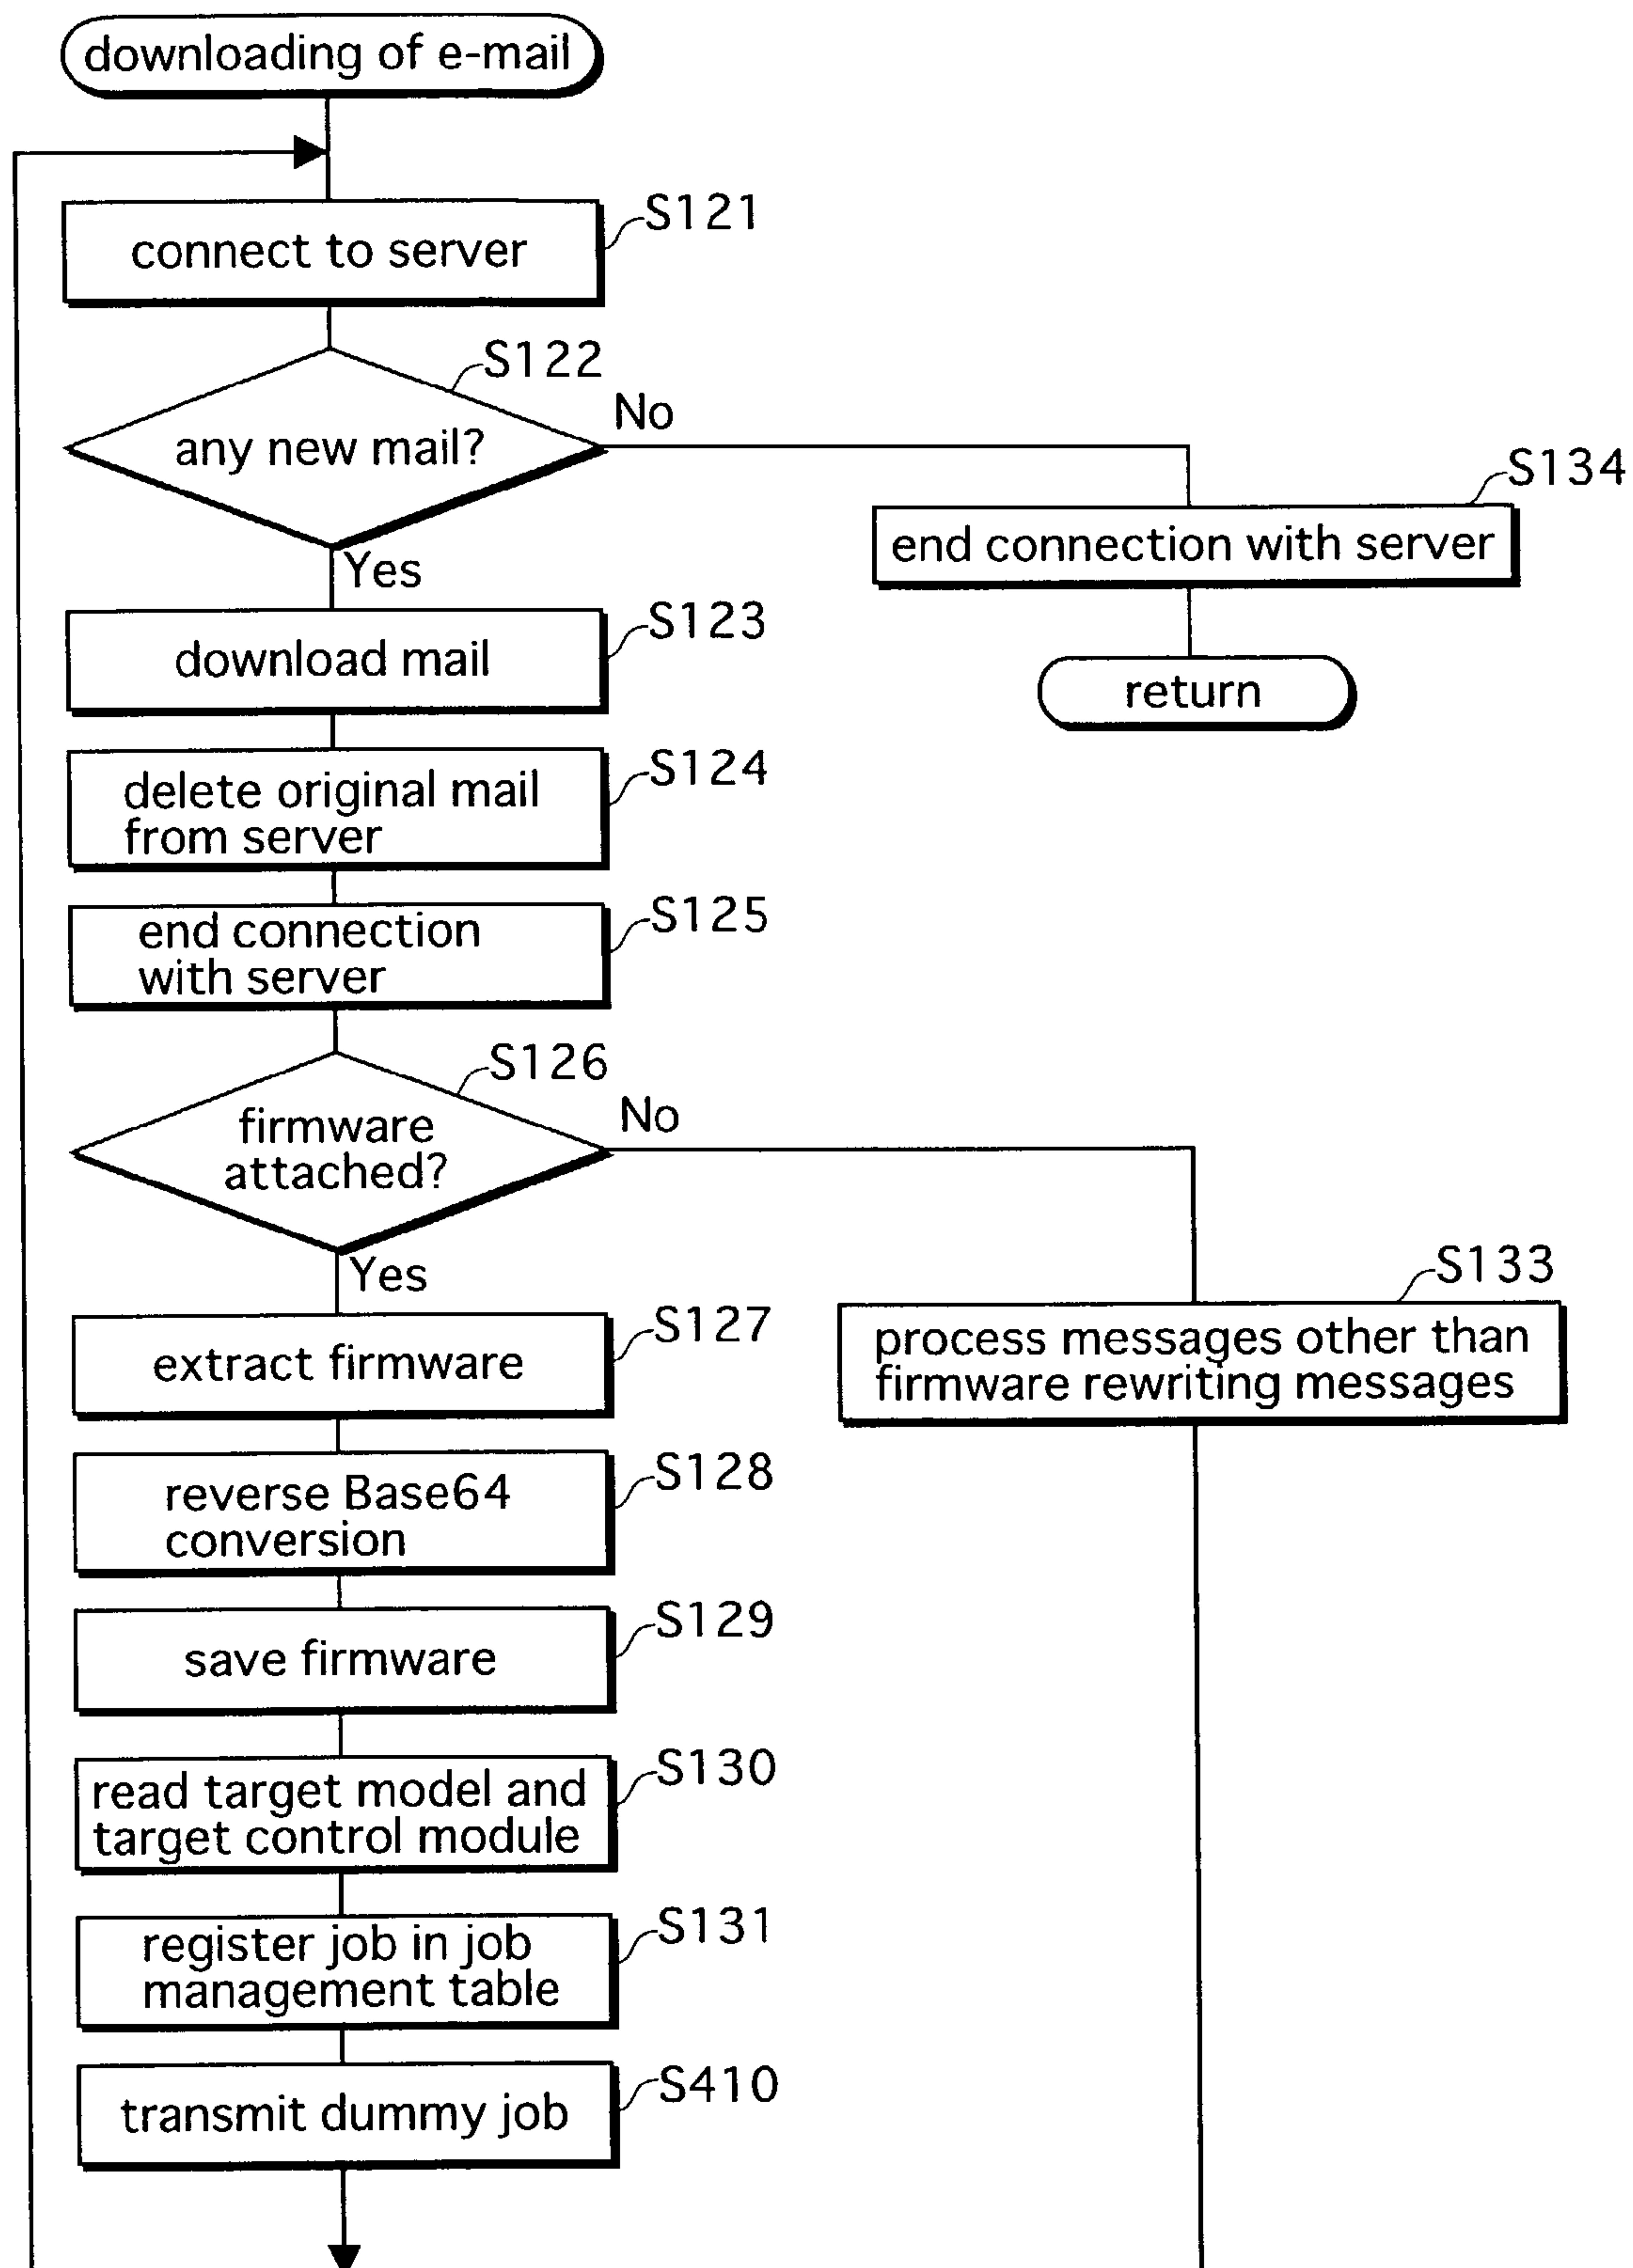 downloading of e-mail
S121
connect to server
S122
any new mail?
No
Yes
S134
end connection with server
return
S123
download mail
S124
delete original mail
from server
S125
end connection
with server
S126
firmware
attached?
No
Yes
S127
extract firmware
S133
process messages other than
firmware rewriting messages
S128
reverse Base64
conversion
S129
save firmware
S130
read target model and
target control module
S131
register job in job
management table
S410
transmit dummy job